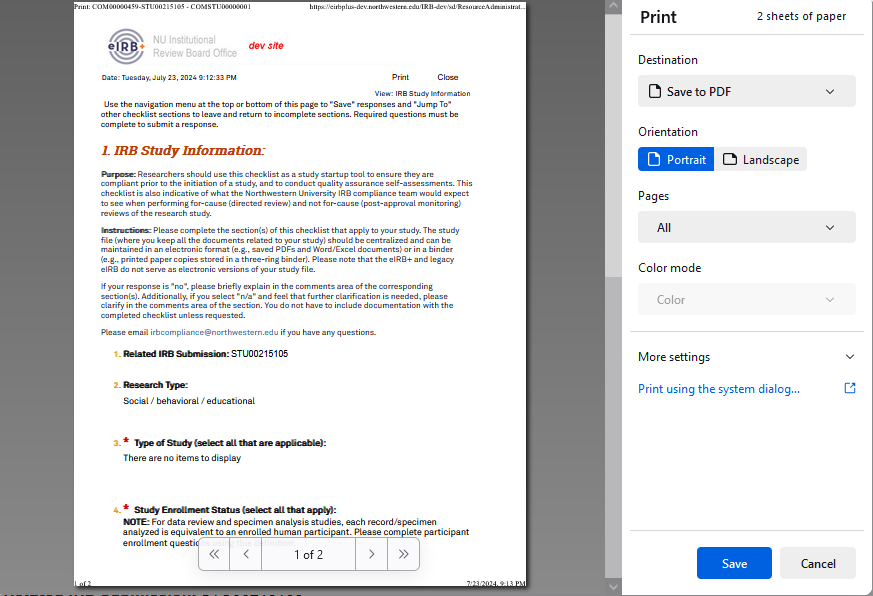 Print: COM00000459-STU00215105 - COMSTU00000001
https://eirbplus-dev.northwestern.edu/IRB-dev/sd/ResourceAdministrat...
eIRB+
NU Institutional
Review Board Office
dev site
Date: Tuesday, July 23, 2024 9:12:33 PM
Print
Close
View: IRB Study Information
Use the navigation menu at the top or bottom of this page to "Save" responses and "Jump To"
other checklist sections to leave and return to incomplete sections. Required questions must be
complete to submit a response.
1. IRB Study Information:
Purpose: Researchers should use this checklist as a study startup tool to ensure they are
compliant prior to the initiation of a study, and to conduct quality assurance self-assessments. This
checklist is also indicative of what the Northwestern University IRB compliance team would expect
to see when performing for-cause (directed review) and not for-cause (post-approval monitoring)
reviews of the research study.
Instructions: Please complete the section(s) of this checklist that apply to your study. The study
file (where you keep all the documents related to your study) should be centralized and can be
maintained in an electronic format (e.g., saved PDFs and Word/Excel documents) or in a binder
(e.g., printed paper copies stored in a three-ring binder). Please note that the eIRB+ and legacy
eIRB do not serve as electronic versions of your study file.
If your response is "no", please briefly explain in the comments area of the corresponding
section(s). Additionally, if you select "n/a" and feel that further clarification is needed, please
clarify in the comments area of the section. You do not have to include documentation with the
completed checklist unless requested.
Please email irbcompliance@northwestern.edu if you have any questions.
1. Related IRB Submission: STU00215105
2. Research Type:
Social / behavioral / educational
3. * Type of Study (select all that are applicable):
There are no items to display
4. * Study Enrollment Status (select all that apply):
NOTE: For data review and specimen analysis studies, each record/specimen
analyzed is equivalent to an enrolled human participant. Please complete participant
enrollment
1 of 2
1 of 2
7/23/2024, 9:13 PM
Print
2 sheets of paper
Destination
Save to PDF
Orientation
Portrait
Landscape
Pages
All
Color mode
Color
More settings
Print using the system dialog...
Save
Cancel